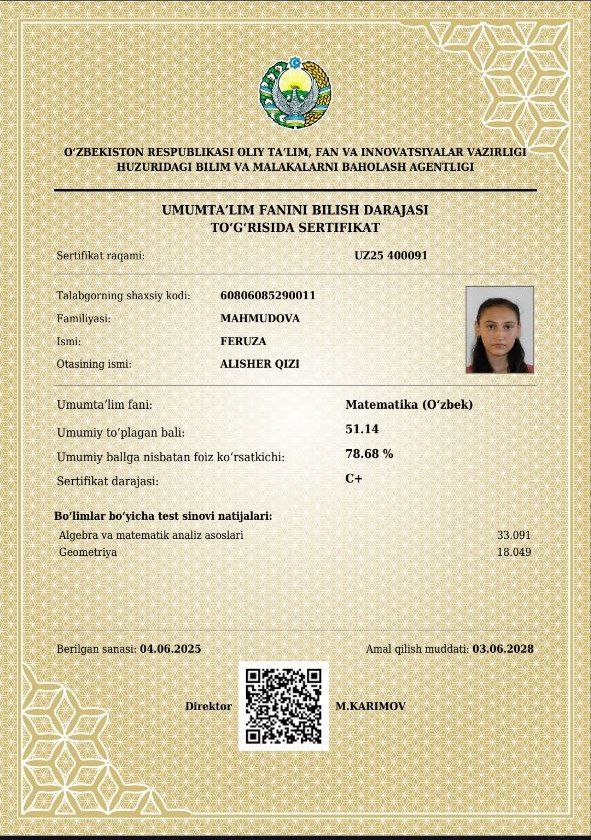 O‘ZBEKISTON RESPUBLIKASI OLIY TA’LIM, FAN VA INNOVATSIYALAR VAZIRLIGI
HUZURIDAGI BILIM VA MALAKALARNI BAHOLASH AGENTLIGI
UMUMTA’LIM FANINI BILISH DARAJASI
TO‘G‘RISIDA SERTIFIKAT
Sertifikat raqami: UZ25 400091
Talabgorning shaxsiy kodi: 60806085290011
Familiyasi: MAHMUDOVA
Ismi: FERUZA
Otasining ismi: ALISHER QIZI
Umumta’lim fani: Matematika (O‘zbek)
Umumiy to‘plagan bali: 51.14
Umumiy ballga nisbatan foiz ko‘rsatkichi: 78.68 %
Sertifikat darajasi: C+
Bo‘limlar bo‘yicha test sinovi natijalari:
Algebra va matematik analiz asoslari 33.091
Geometriya 18.049
Berilgan sanasi: 04.06.2025 Amal qilish muddati: 03.06.2028
Direktor M.KARIMOV